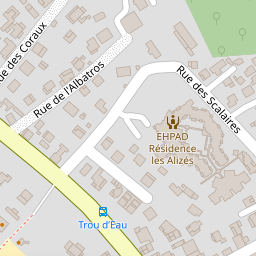 Rue des Coraux
Rue de l'Albatros
Rue des Scalaires
EHPAD
Résidence
les Alizés
Trou d'Eau